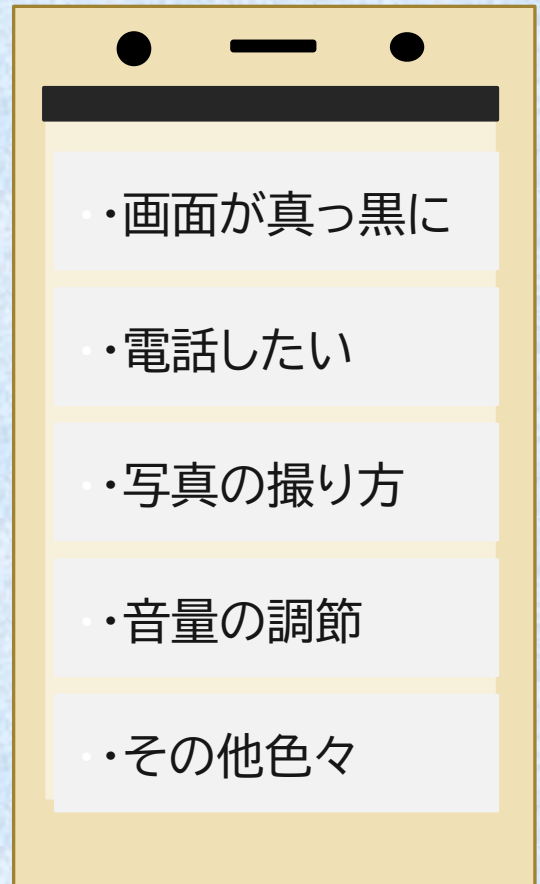 ・画面が真っ黒に
・電話したい
・写真の撮り方
・音量の調節
・その他色々